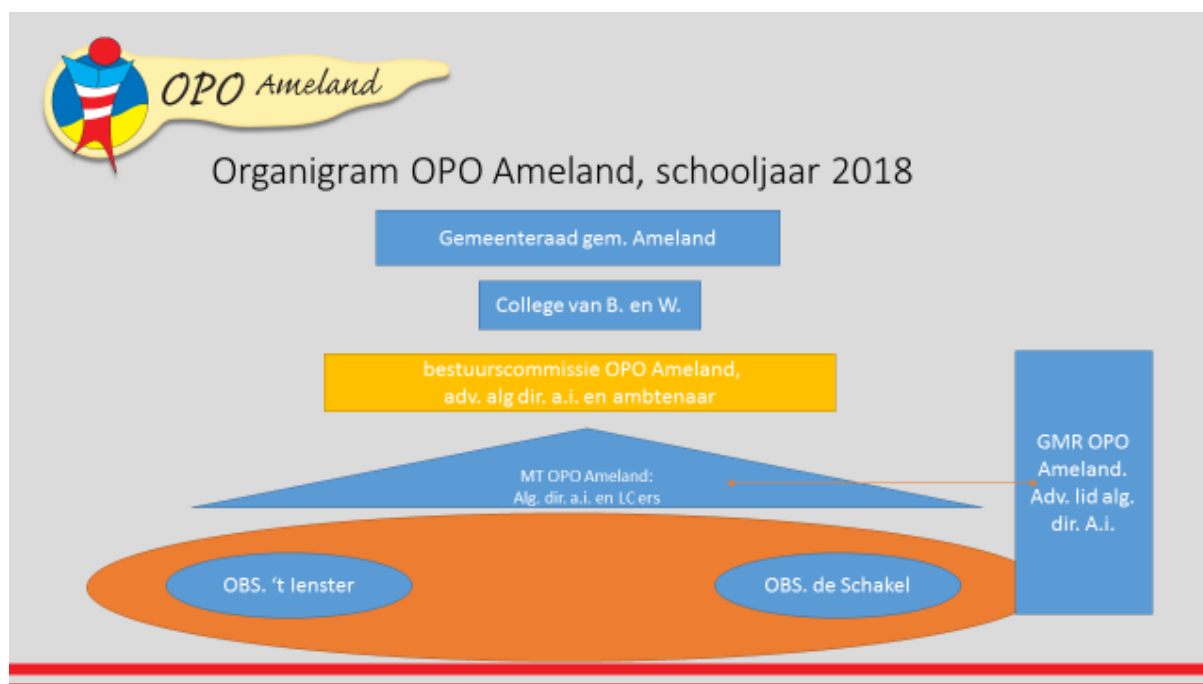 OPO Ameland
Organigram OPO Ameland, schooljaar 2018
Gemeenteraad gem. Ameland
College van B. en W.
bestuurscommissie OPO Ameland,
adv. alg dir. a.i. en ambtenaar
MT OPO Ameland:
Alg. dir. a.i. en LC ers
GMR OPO
Ameland.
Adv. lid alg.
dir. A.i.
OBS. ‘t Ienster
OBS. de Schakel